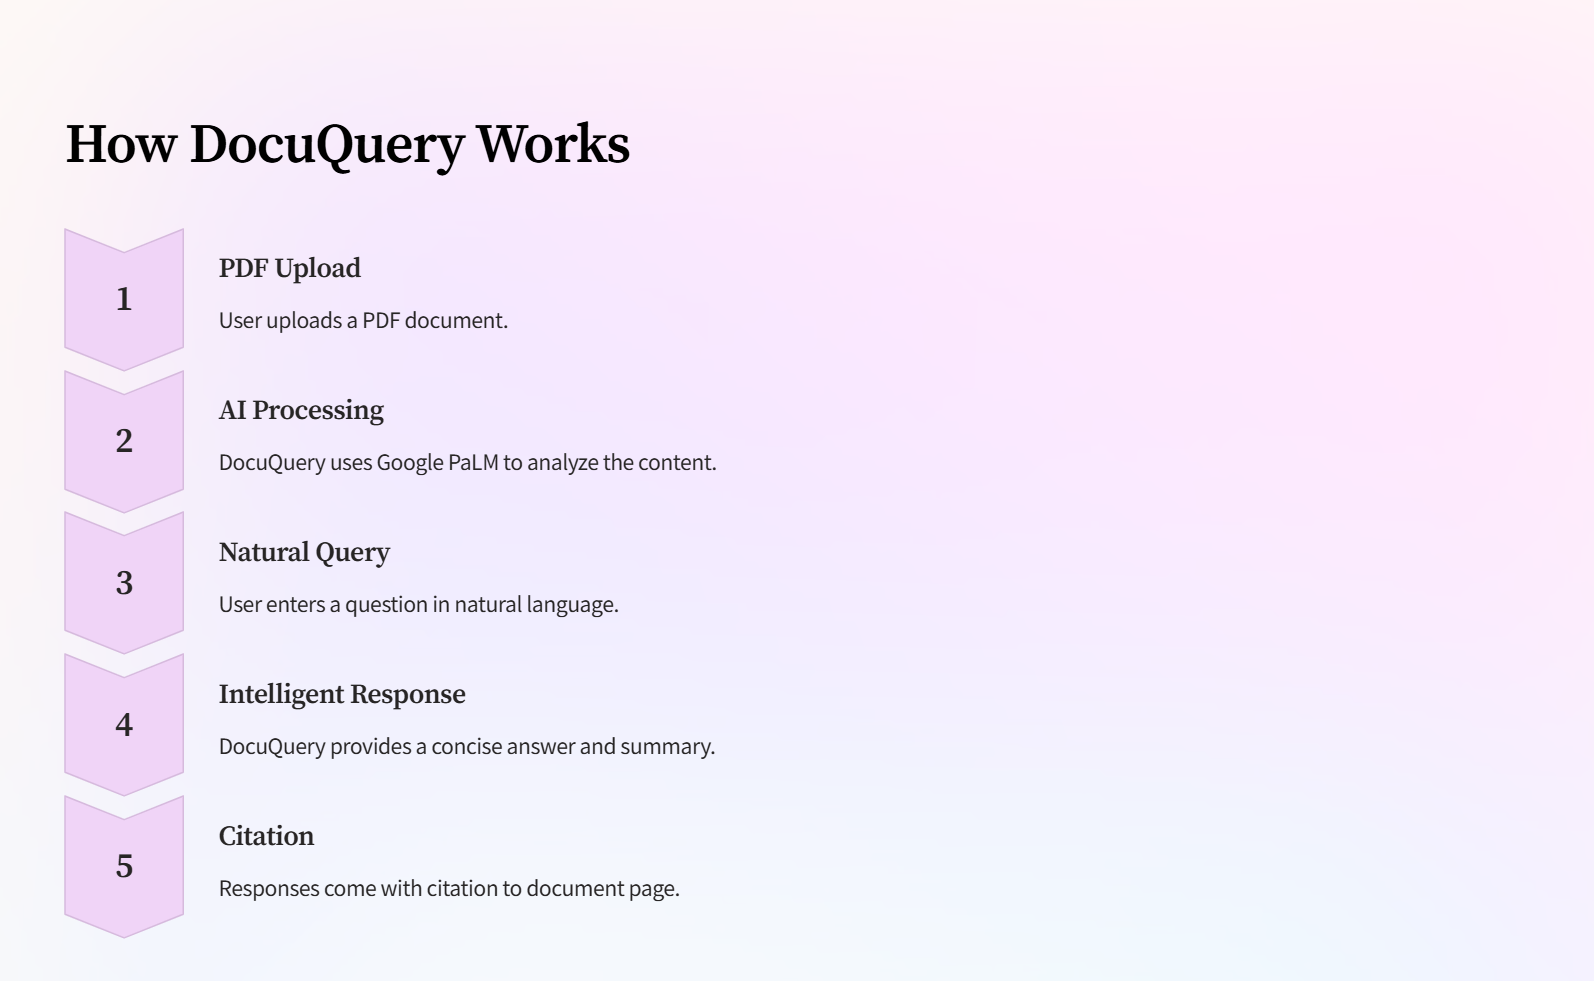 How DocuQuery Works
1
PDF Upload
User uploads a PDF document.
2
AI Processing
DocuQuery uses Google PaLM to analyze the content.
3
Natural Query
User enters a question in natural language.
4
Intelligent Response
DocuQuery provides a concise answer and summary.
5
Citation
Responses come with citation to document page.